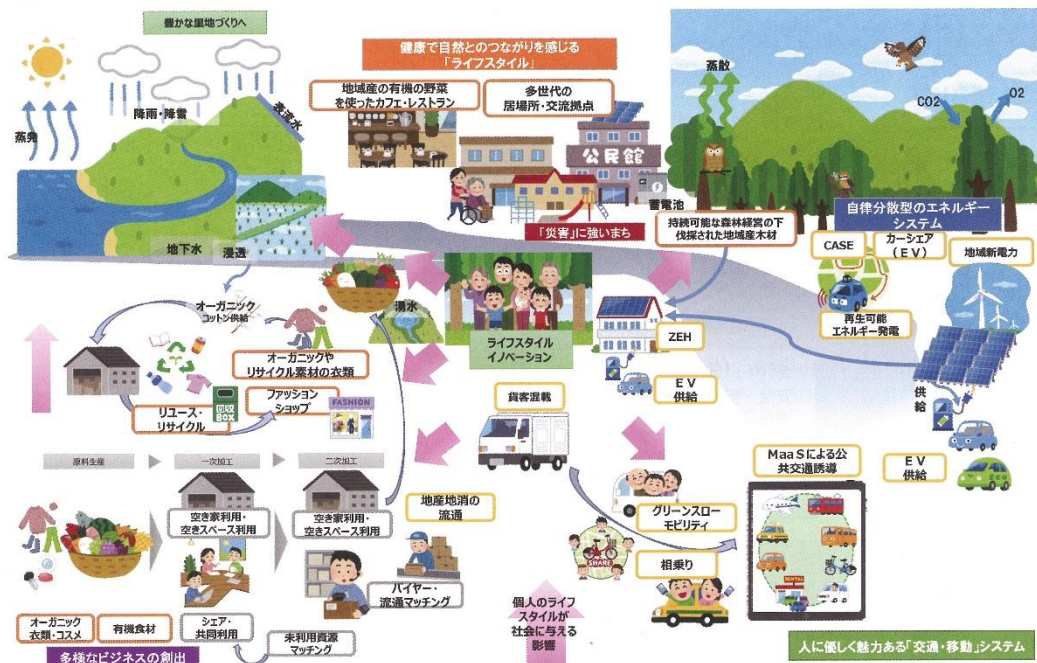 豊かな里地づくりへ
降雨・降雪
表流水
蒸発
地下水
浸透
健康で自然とのつながりを感じる
「ライフスタイル」
地域産の有機の野菜
を使ったカフェ・レストラン
多世代の
居場所・交流拠点
公民館
蓄電池
「災害」に強いまち
蒸散
CO2
O2
持続可能な森林経営の下
伐採された地域産木材
自律分散型のエネルギー
システム
CASE
カーシェア
(EV)
地域新電力
再生可能
エネルギー発電
供給
EV
供給
ZEH
EV
供給
湧水
ライフスタイル
イノベーション
オーガニック
コットン供給
オーガニックや
リサイクル素材の衣類
回収
BOX
リユース・
リサイクル
ファッション
ショップ
FASHION
原料生産
一次加工
二次加工
空き家利用・
空きスペース利用
空き家利用・
空きスペース利用
地産地消の
流通
バイヤー・
流通マッチング
オーガニック
衣類・コスメ
有機食材
シェア・
共同利用
未利用資源
マッチング
多様なビジネスの創出
貨客混載
グリーンスロー
モビリティ
SHARE
相乗り
個人のライフ
スタイルが
社会に与える
影響
MaaSによる公
共交通誘導
RENTAL
人に優しく魅力ある「交通・移動」システム